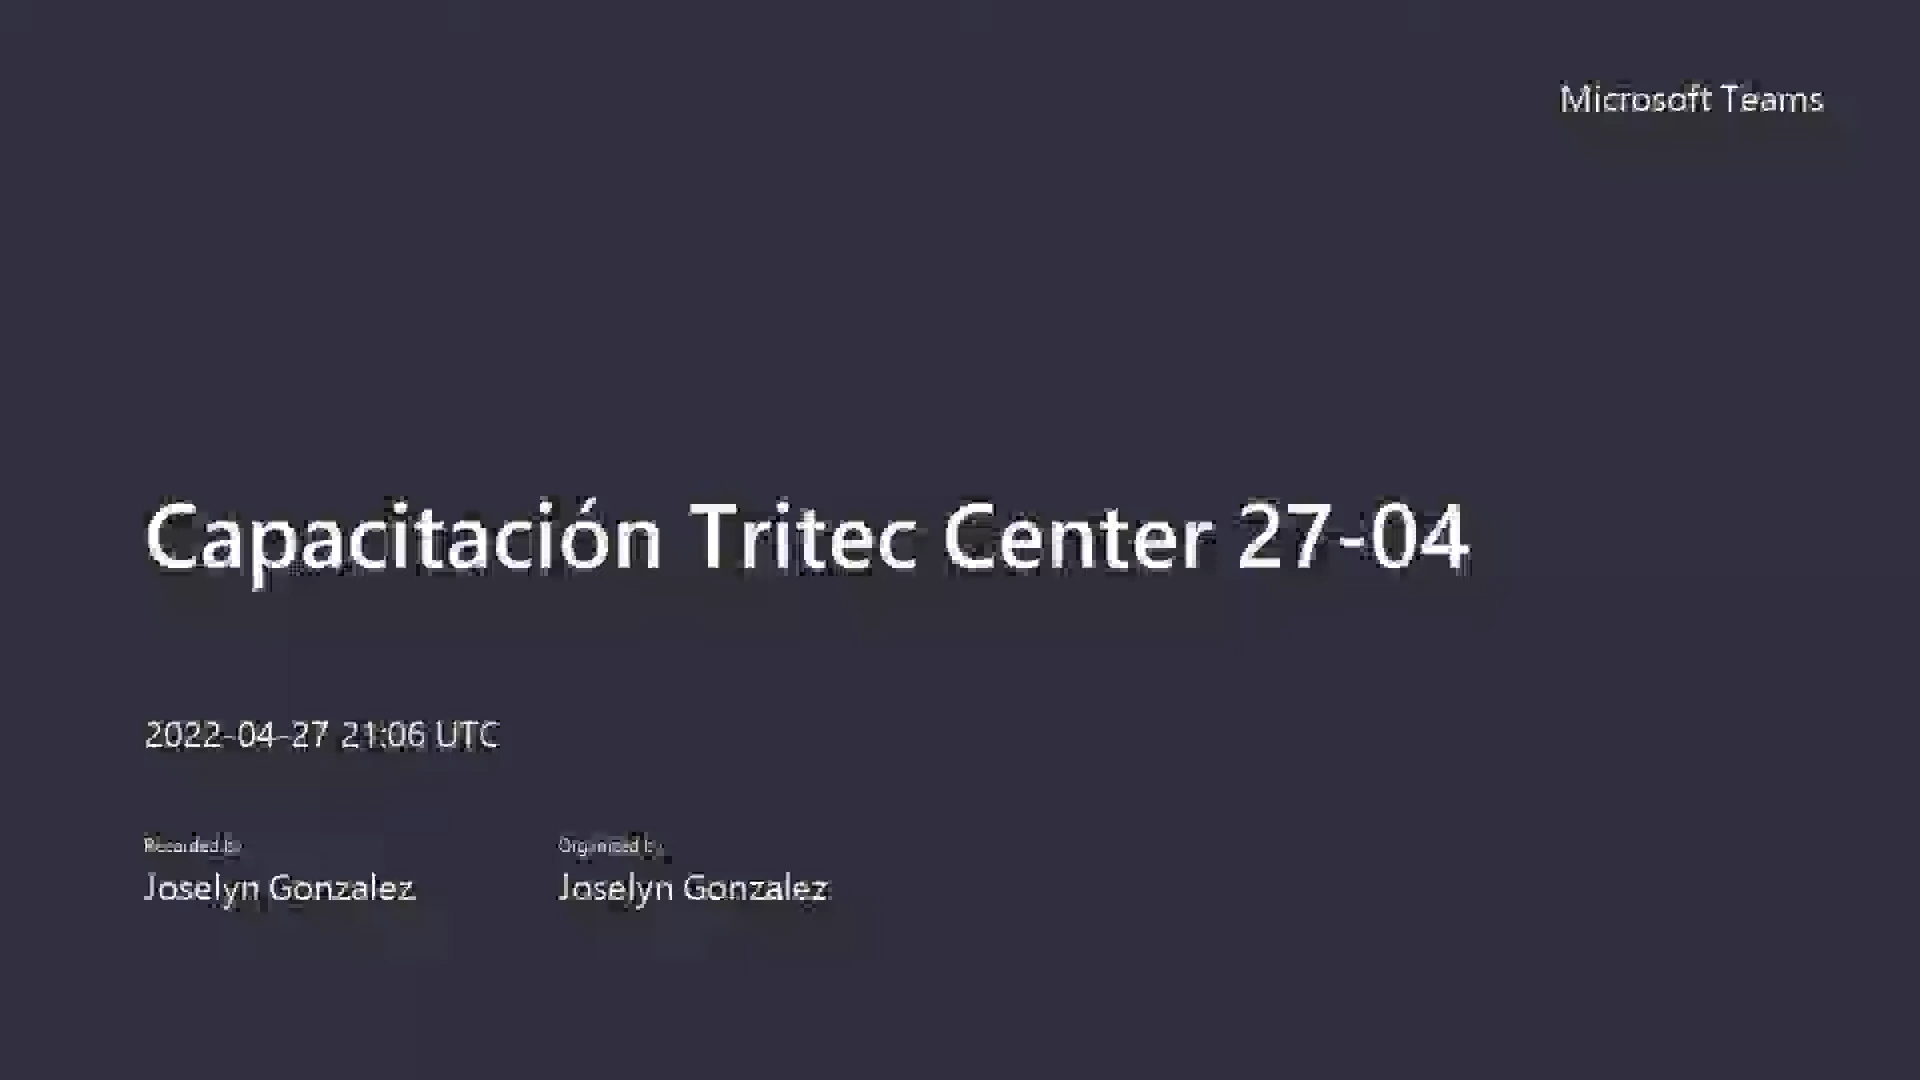 Microsoft Teams
Capacitación Tritec Center 27-04
2022-04-27 21:06 UTC
Recorded by Organized by
Joselyn Gonzalez Joselyn Gonzalez